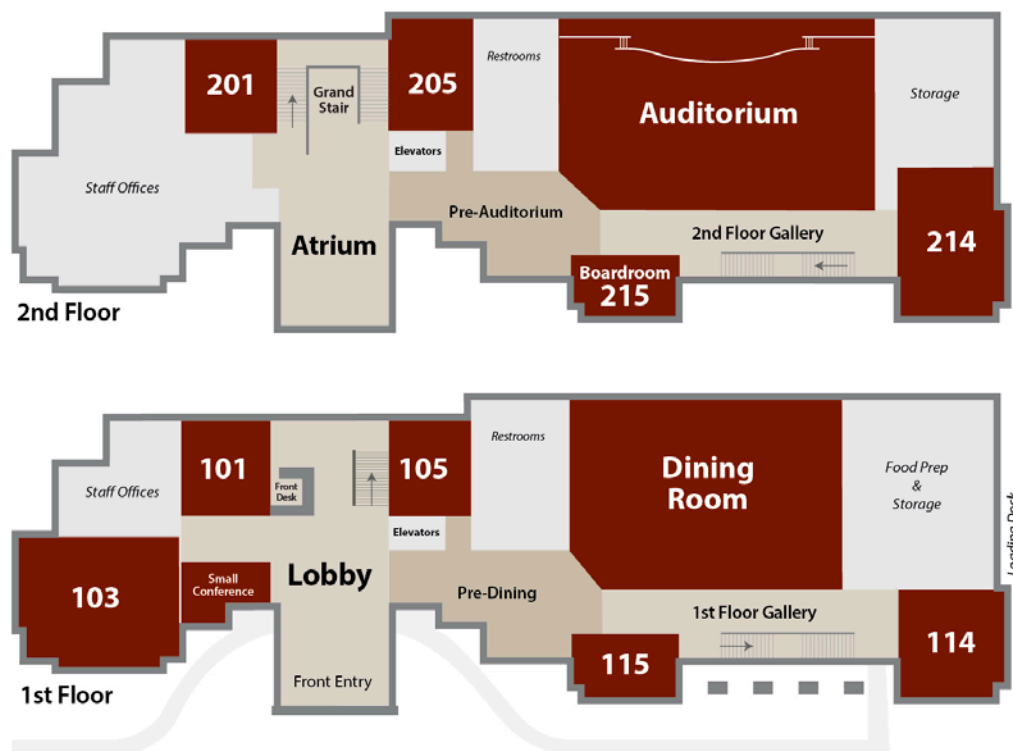 201
Grand
Stair
205
Restrooms
Auditorium
Storage
Elevators
Staff Offices
Pre-Auditorium
Atrium
2nd Floor Gallery
214
Boardroom
215
2nd Floor
101
Front
Desk
105
Restrooms
Dining
Room
Food Prep
&
Storage
Staff Offices
Elevators
Loading Dock
103
Small
Conference
Lobby
Pre-Dining
1st Floor Gallery
115
114
Front Entry
1st Floor